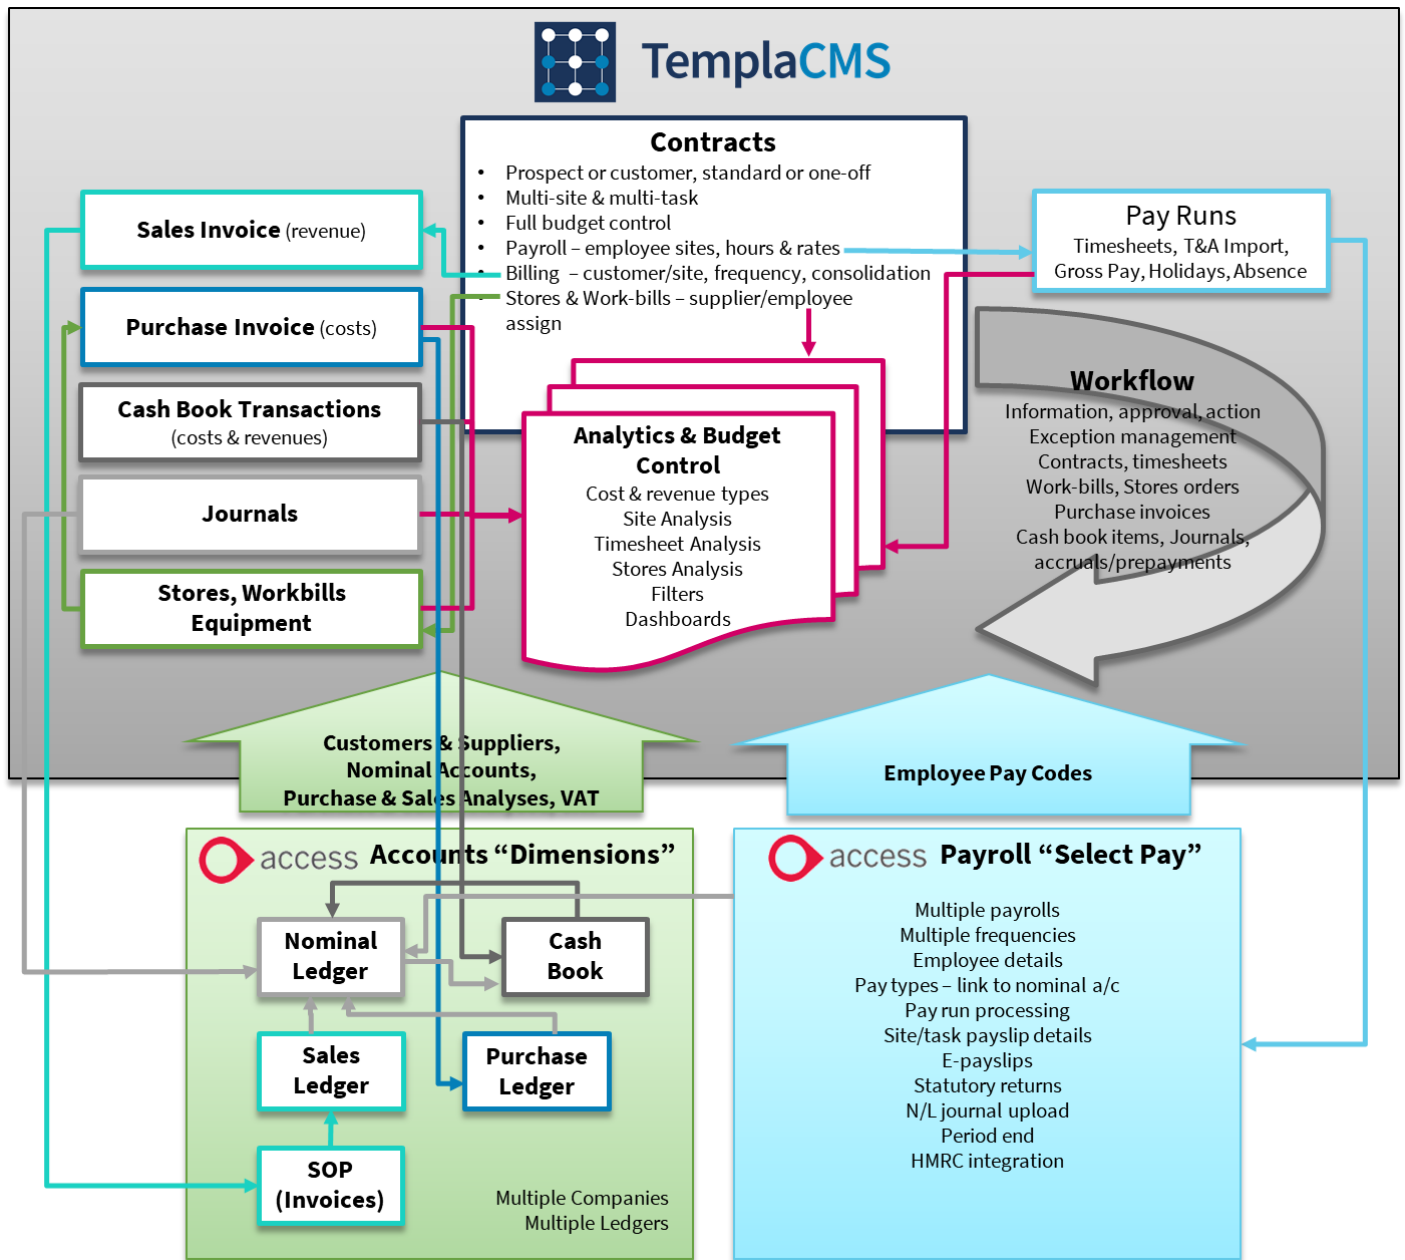 TemplaCMS
Contracts
• Prospect or customer, standard or one-off
• Multi-site & multi-task
• Full budget control
• Payroll – employee sites, hours & rates
• Billing – customer/site, frequency, consolidation
• Stores & Work-bills – supplier/employee
assign
Sales Invoice (revenue)
Purchase Invoice (costs)
Cash Book Transactions
(costs & revenues)
Journals
Stores, Workbills
Equipment
Pay Runs
Timesheets, T&A Import,
Gross Pay, Holidays, Absence
Analytics & Budget
Control
Cost & revenue types
Site Analysis
Timesheet Analysis
Stores Analysis
Filters
Dashboards
Workflow
Information, approval, action
Exception management
Contracts, timesheets
Work-bills, Stores orders
Purchase invoices
Cash book items, Journals,
accruals/prepayments
Customers & Suppliers,
Nominal Accounts,
Purchase & Sales Analyses, VAT
Employee Pay Codes
access Accounts “Dimensions”
Nominal
Ledger
Cash
Book
Sales
Ledger
Purchase
Ledger
SOP
(Invoices)
Multiple Companies
Multiple Ledgers
access Payroll “Select Pay”
Multiple payrolls
Multiple frequencies
Employee details
Pay types – link to nominal a/c
Pay run processing
Site/task payslip details
E-payslips
Statutory returns
N/L journal upload
Period end
HMRC integration